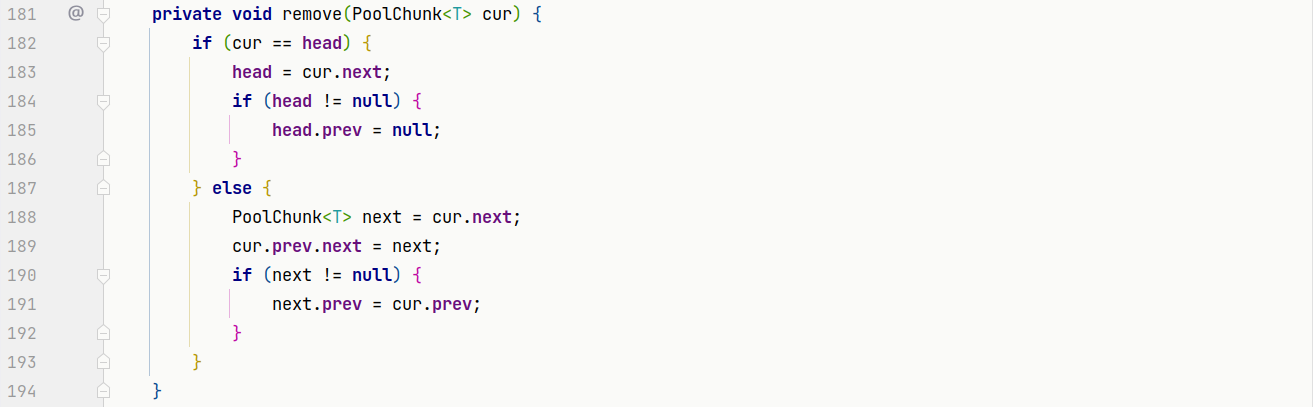 181 @ private void remove(PoolChunk<T> cur) {
182 if (cur == head) {
183 head = cur.next;
184 if (head != null) {
185 head.prev = null;
186 }
187 } else {
188 PoolChunk<T> next = cur.next;
189 cur.prev.next = next;
190 if (next != null) {
191 next.prev = cur.prev;
192 }
193 }
194 }